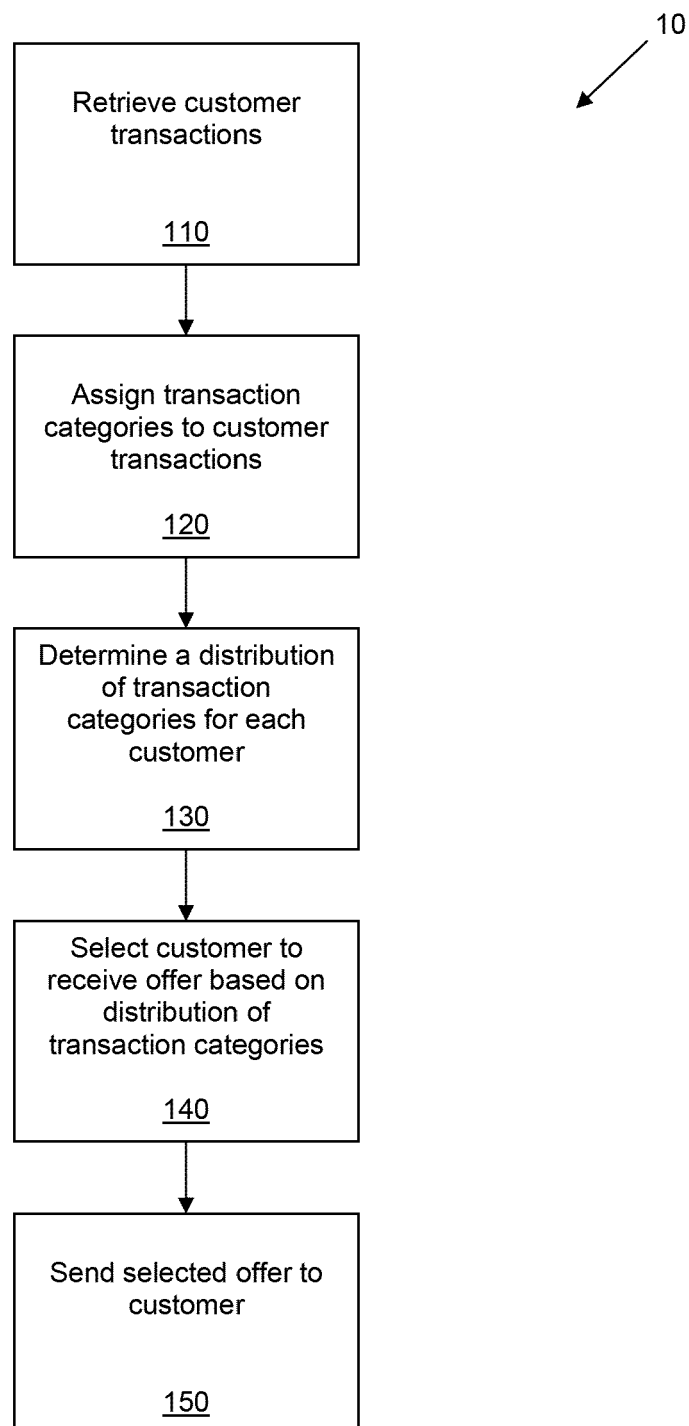 10
Retrieve customer
transactions
110
Assign transaction
categories to customer
transactions
120
Determine a distribution
of transaction
categories for each
customer
130
Select customer to
receive offer based on
distribution of
transaction categories
140
Send selected offer to
customer
150